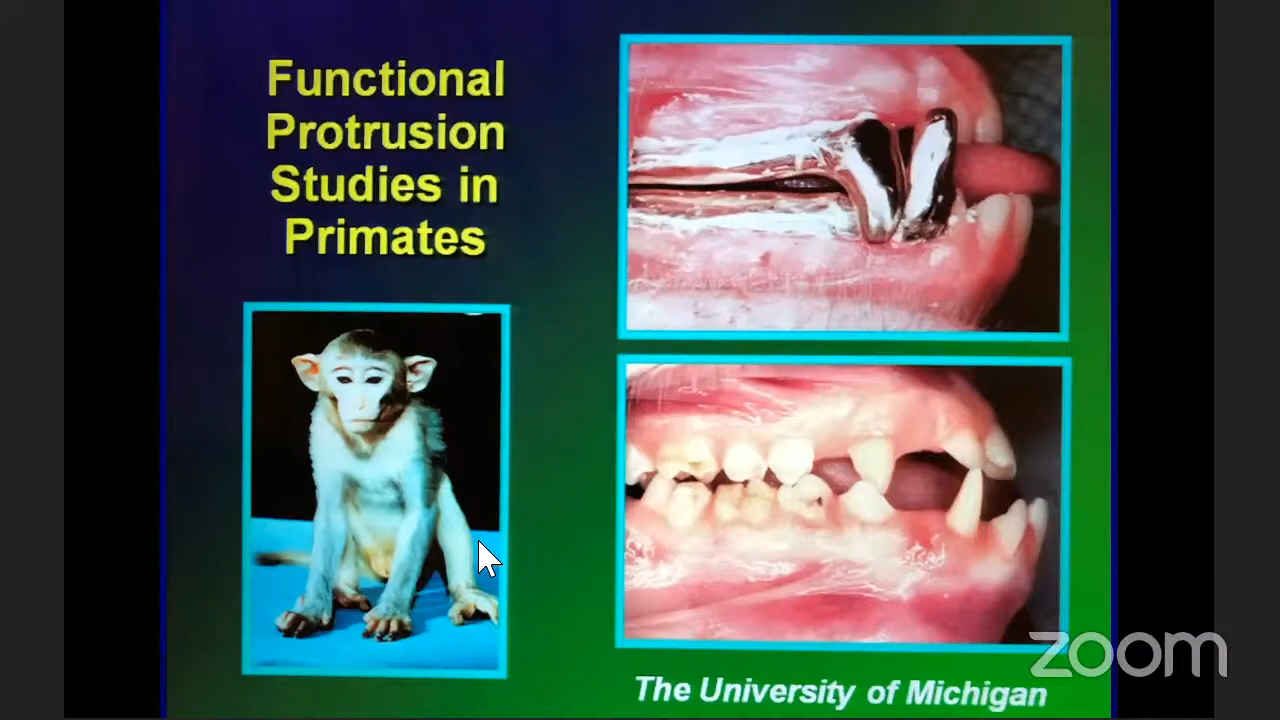 Functional
Protrusion
Studies in
Primates
The University of Michigan
zoom